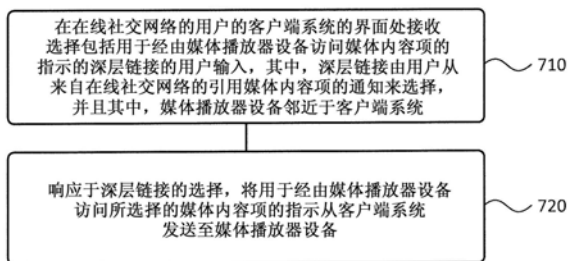 在在线社交网络的用户的客户端系统的界面处接收
选择包括用于经由媒体播放器设备访问媒体内容项的
指示的深层链接的用户输入，其中，深层链接由用户从
来自在线社交网络的引用媒体内容项的通知来选择，
并且其中，媒体播放器设备邻近于客户端系统
710
响应于深层链接的选择，将用于经由媒体播放器设备
访问所选择的媒体内容项的指示从客户端系统
发送至媒体播放器设备
720